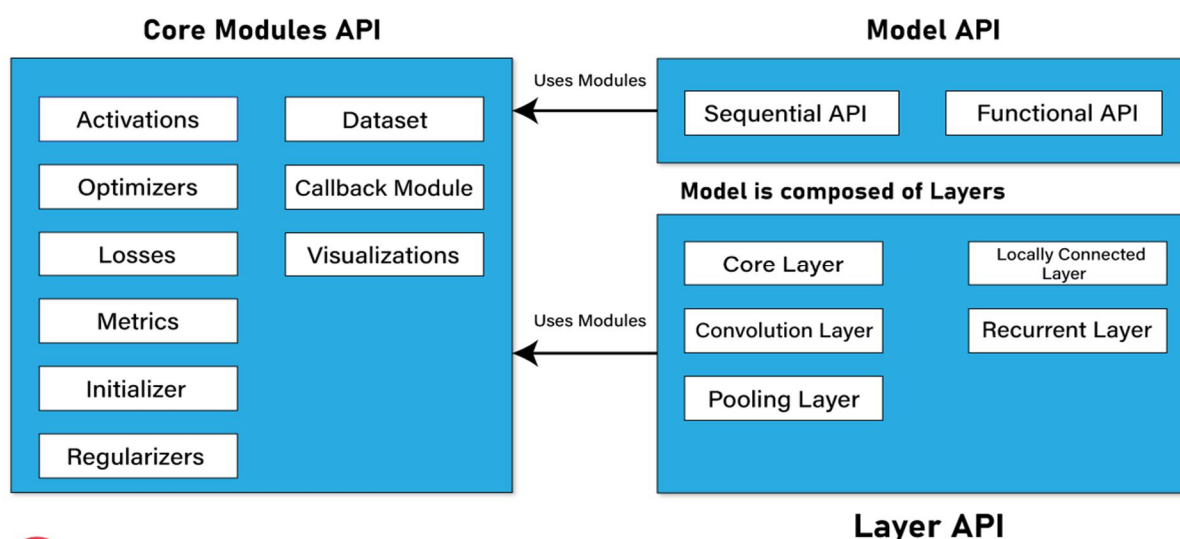 Core Modules API
Activations
Optimizers
Losses
Metrics
Initializer
Regularizers
Dataset
Callback Module
Visualizations
Uses Modules
Uses Modules
Model API
Sequential API
Functional API
Model is composed of Layers
Core Layer
Convolution Layer
Pooling Layer
Locally Connected
Layer
Recurrent Layer
Layer API